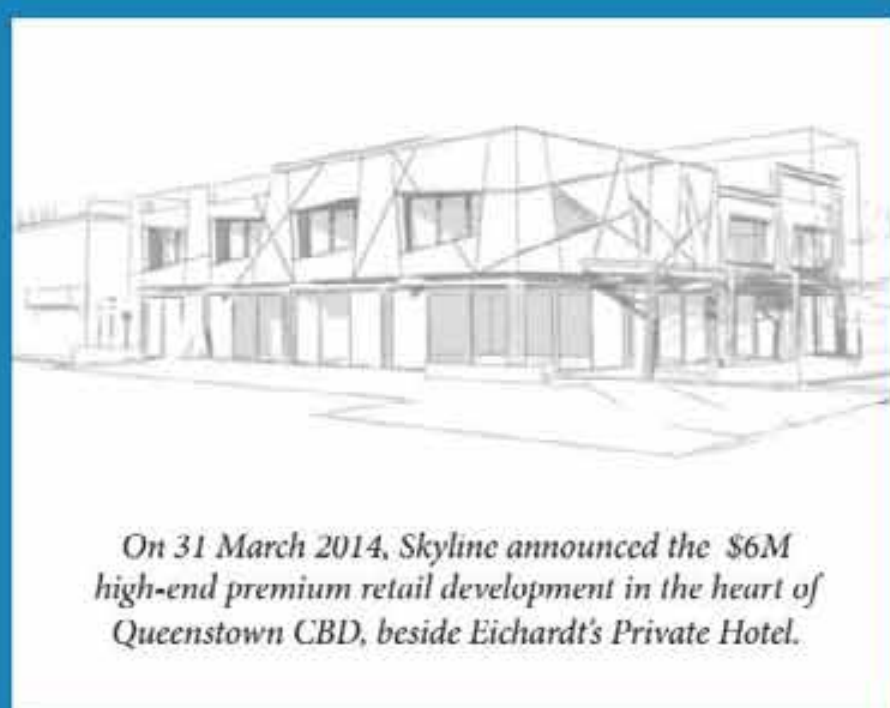 On 31 March 2014, Skyline announced the $6M
high-end premium retail development in the heart of
Queenstown CBD, beside Eichardt's Private Hotel.